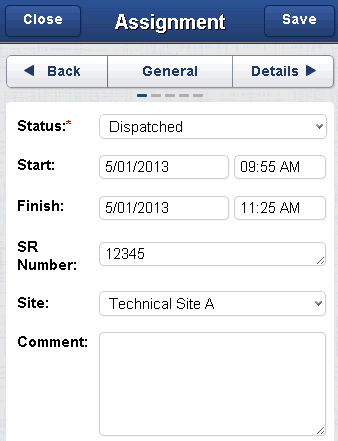 Close Assignment Save
Back General Details
Status:* Dispatched
Start: 5/01/2013 09:55 AM
Finish: 5/01/2013 11:25 AM
SR
Number: 12345
Site: Technical Site A
Comment: